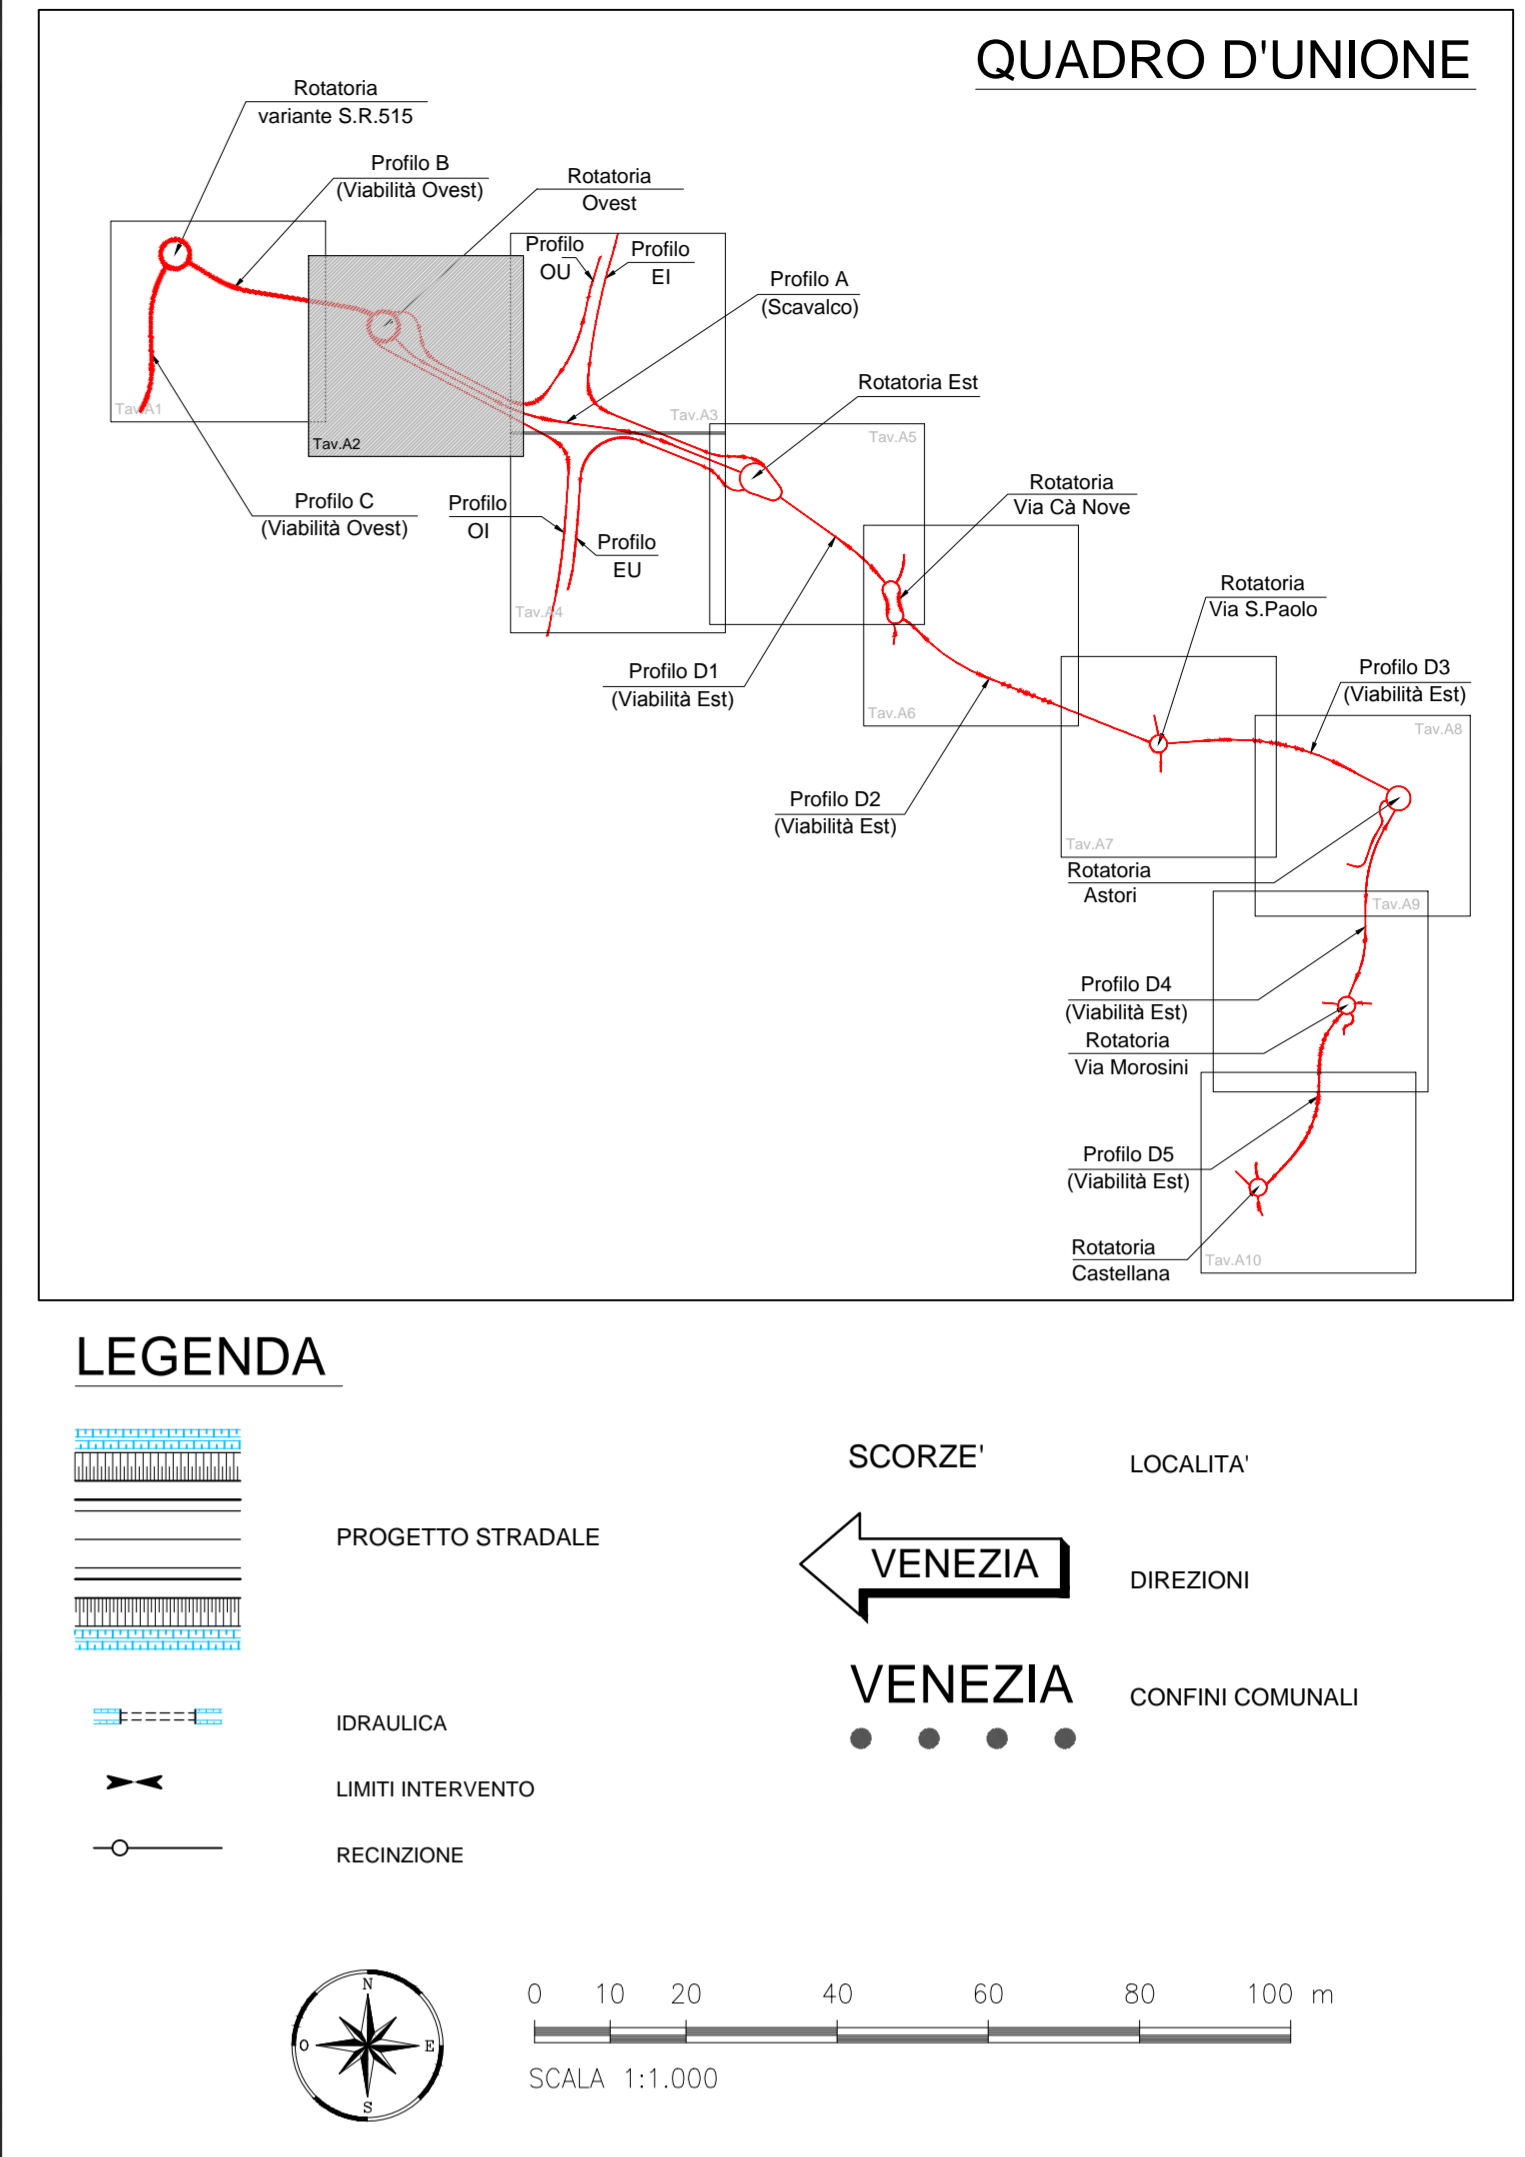 QUADRO D'UNIONE
Rotatoria
variante S.R.515
Profilo B
(Viabilità Ovest)
Rotatoria
Ovest
Profilo
OU
Profilo
EI
Profilo A
(Scavalco)
Rotatoria Est
Tav.A1
Tav.A2
Tav.A3
Tav.A5
Profilo C
(Viabilità Ovest)
Profilo
OI
Profilo
EU
Rotatoria
Via Cà Nove
Tav.A4
Rotatoria
Via S.Paolo
Profilo D1
(Viabilità Est)
Tav.A6
Profilo D3
(Viabilità Est)
Tav.A8
Profilo D2
(Viabilità Est)
Tav.A7
Rotatoria
Astori
Tav.A9
Profilo D4
(Viabilità Est)
Rotatoria
Via Morosini
Profilo D5
(Viabilità Est)
Rotatoria
Castellana
Tav.A10
LEGENDA
PROGETTO STRADALE
IDRAULICA
LIMITI INTERVENTO
RECINZIONE
SCORZE'
LOCALITA'
VENEZIA
DIREZIONI
VENEZIA
CONFINI COMUNALI
N
O
E
S
0 10 20 40 60 80 100 m
SCALA 1:1.000